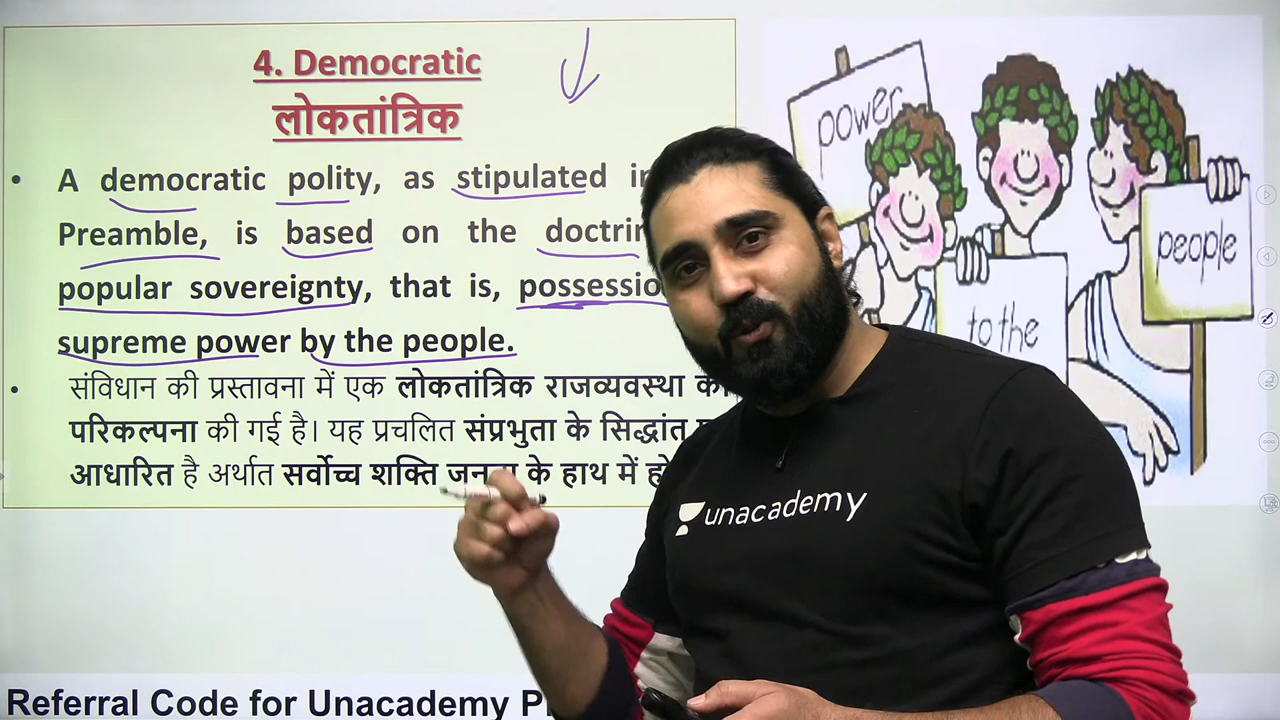 4. Democratic
लोकतांत्रिक
• A democratic polity, as stipulated
Preamble, is based on the
popular sovereignty, that is,
supreme power by the people.
• संविधान की प्रस्तावना में एक लोकतांत्रिक राजव्यवस्था
परिकल्पना की गई है। यह प्रचलित संप्रभुता के सिद्धांत
आधारित है अर्थात सर्वोच्च शक्ति के हाथ में
power
to the
people
unacademy
Referral Code for Unacademy